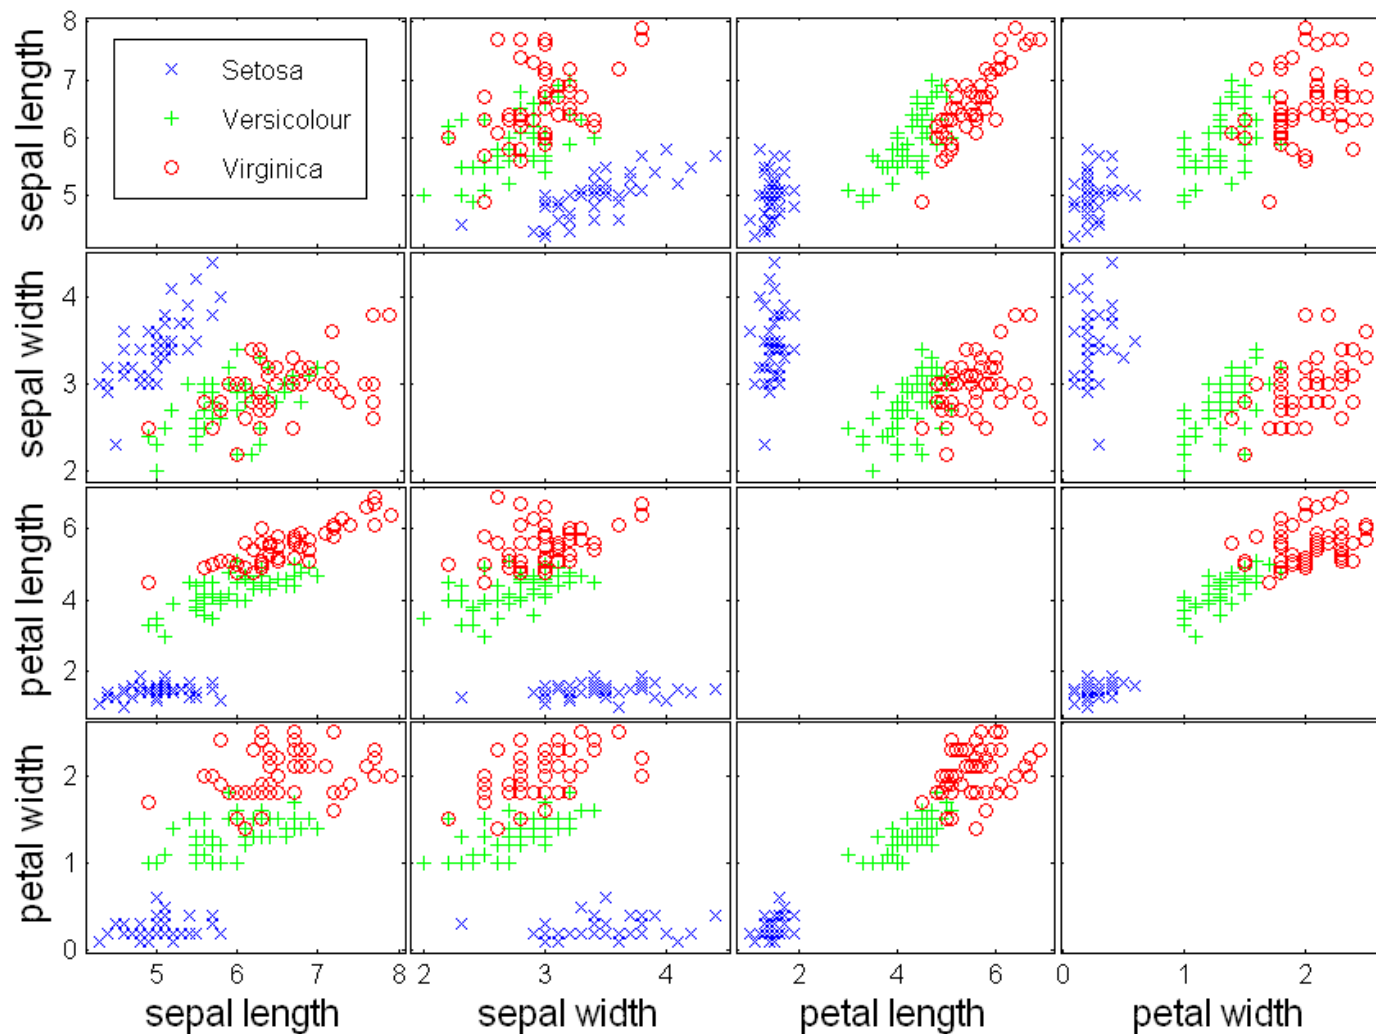 8
7
6
5
sepal length
Setosa
Versicolour
Virginica
4
3
2
sepal width
6
4
2
petal length
2
1
0
petal width
5 6 7 8 2 3 4 2 4 6 0 1 2
sepal length sepal width petal length petal width